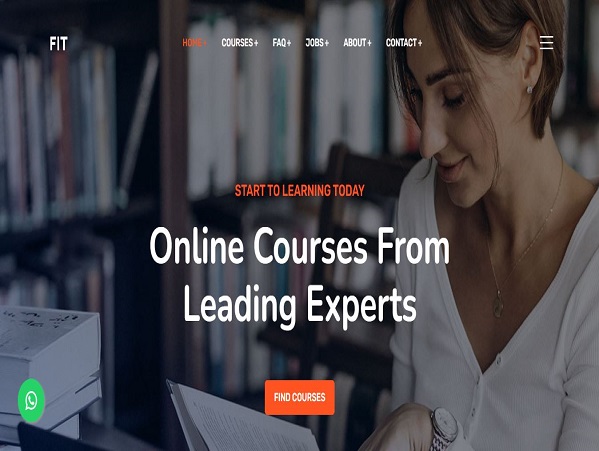 FIT
HOME+ COURSES+ FAQ+ JOBS+ ABOUT+ CONTACT+
START TO LEARNING TODAY
Online Courses From
Leading Experts
FIND COURSES